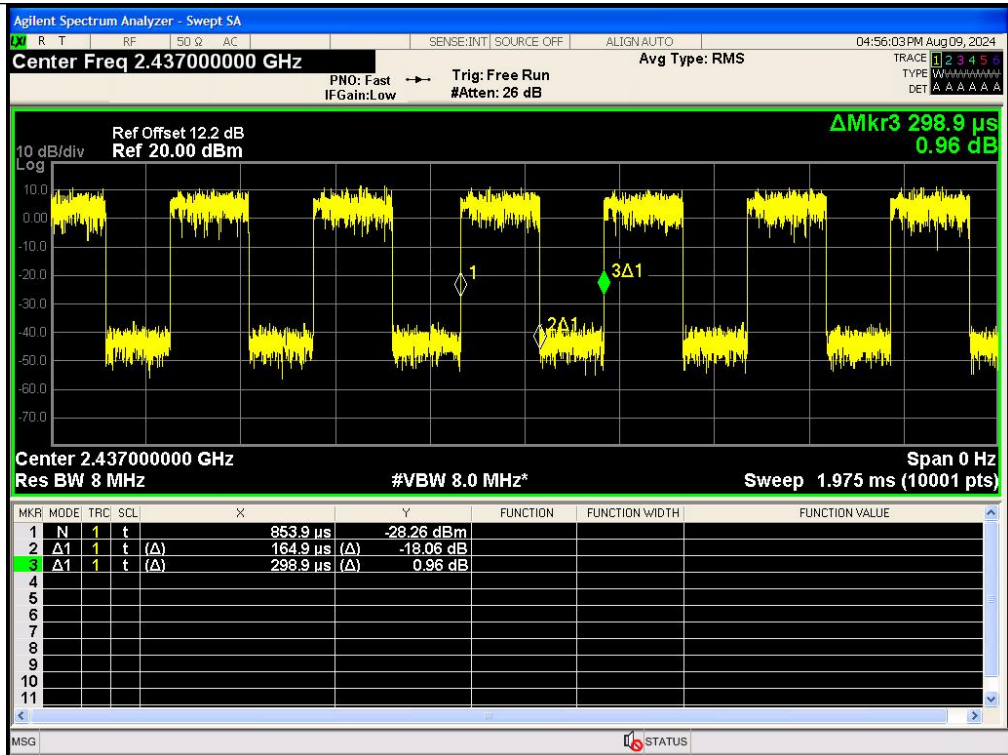 Agilent Spectrum Analyzer - Swept SA
LXI R T RF 50 Ω AC SENSE:INT SOURCE OFF ALIGN AUTO 04:56:03 PM Aug 09, 2024
Center Freq 2.437000000 GHz Avg Type: RMS TRACE 1 2 3 4 5 6
PNO: Fast Trig: Free Run TYPE WWWWWW
IFGain:Low #Atten: 26 dB DET A A A A A A
ΔMkr3 298.9 µs
0.96 dB
Ref Offset 12.2 dB
10 dB/div Ref 20.00 dBm
Log
10.0
0.00
-10.0
-20.0
-30.0
-40.0
-50.0
-60.0
-70.0
1
3Δ1
2Δ1
Center 2.437000000 GHz Span 0 Hz
Res BW 8 MHz #VBW 8.0 MHz* Sweep 1.975 ms (10001 pts)
MKR MODE TRC SCL X Y FUNCTION FUNCTION WIDTH FUNCTION VALUE
1 N 1 t 853.9 µs -28.26 dBm
2 Δ1 1 t (Δ) 164.9 µs (Δ) -18.06 dB
3 Δ1 1 t (Δ) 298.9 µs (Δ) 0.96 dB
4
5
6
7
8
9
10
11
MSG STATUS